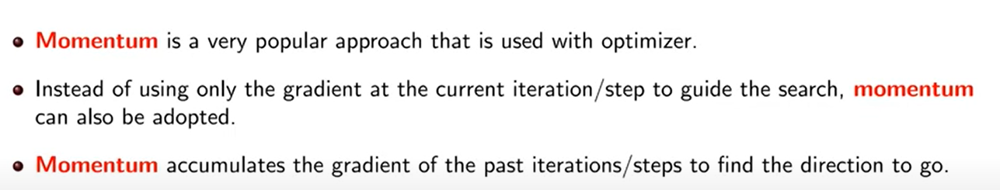 Momentum is a very popular approach that is used with optimizer.
Instead of using only the gradient at the current iteration/step to guide the search, momentum
can also be adopted.
Momentum accumulates the gradient of the past iterations/steps to find the direction to go.